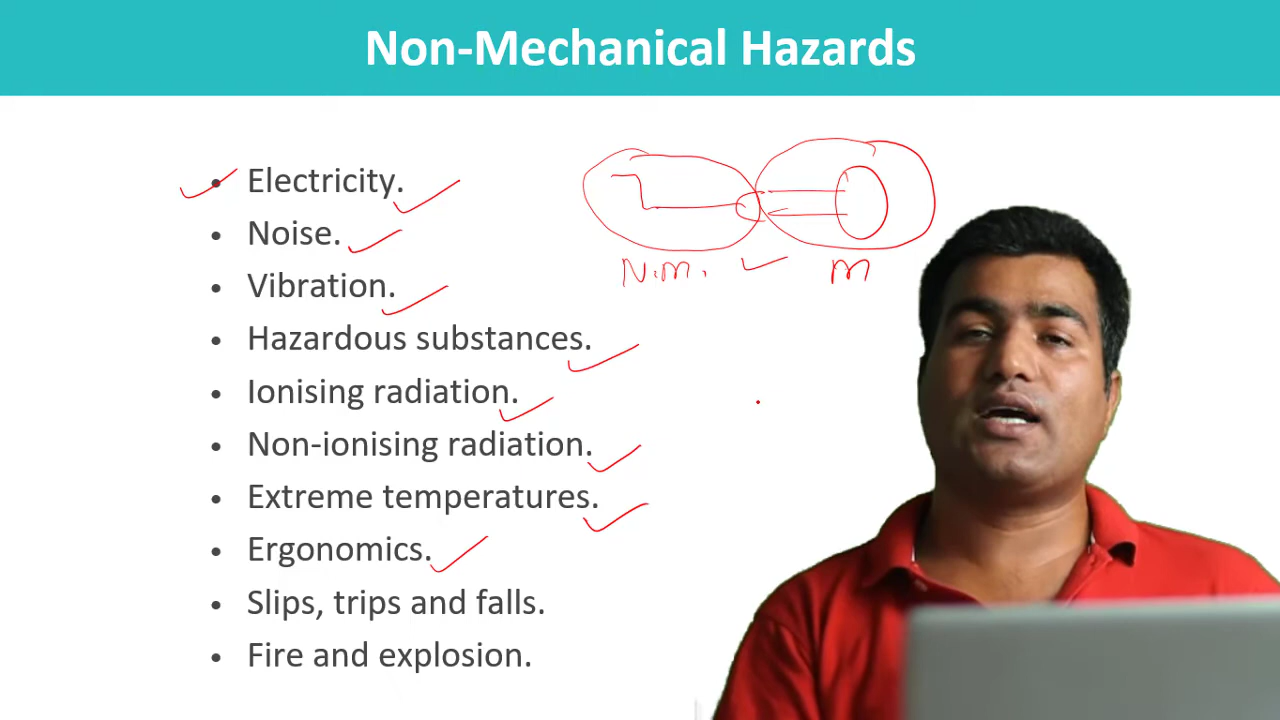 Non-Mechanical Hazards
• Electricity.
• Noise.
• Vibration.
• Hazardous substances.
• Ionising radiation.
• Non-ionising radiation.
• Extreme temperatures.
• Ergonomics.
• Slips, trips and falls.
• Fire and explosion.
N.M. M